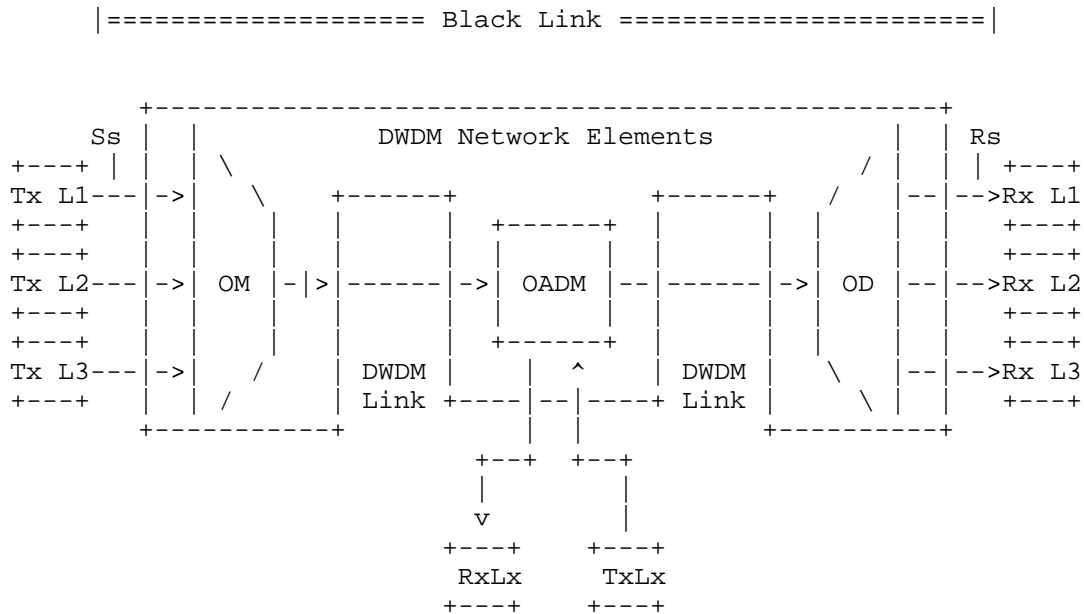 Black Link
DWDM Network Elements
Ss
Rs
Tx L1
Rx L1
Tx L2
OM
OADM
OD
Rx L2
Tx L3
DWDM
DWDM
Rx L3
Link
Link
RxLx
TxLx